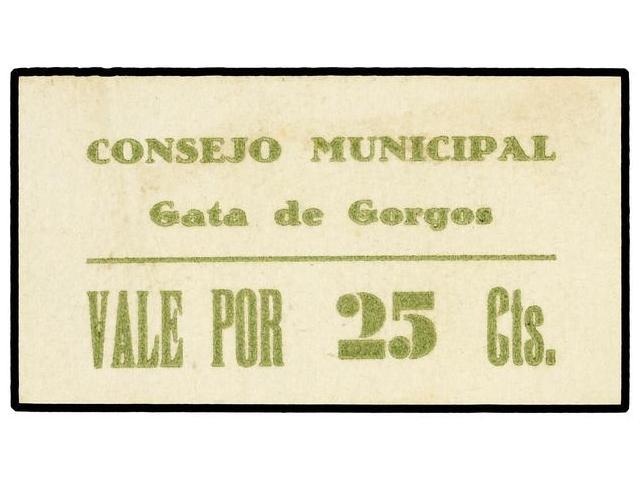 CONSEJO MUNICIPAL
Gata de Gorgos
VALE POR 25 Cts.